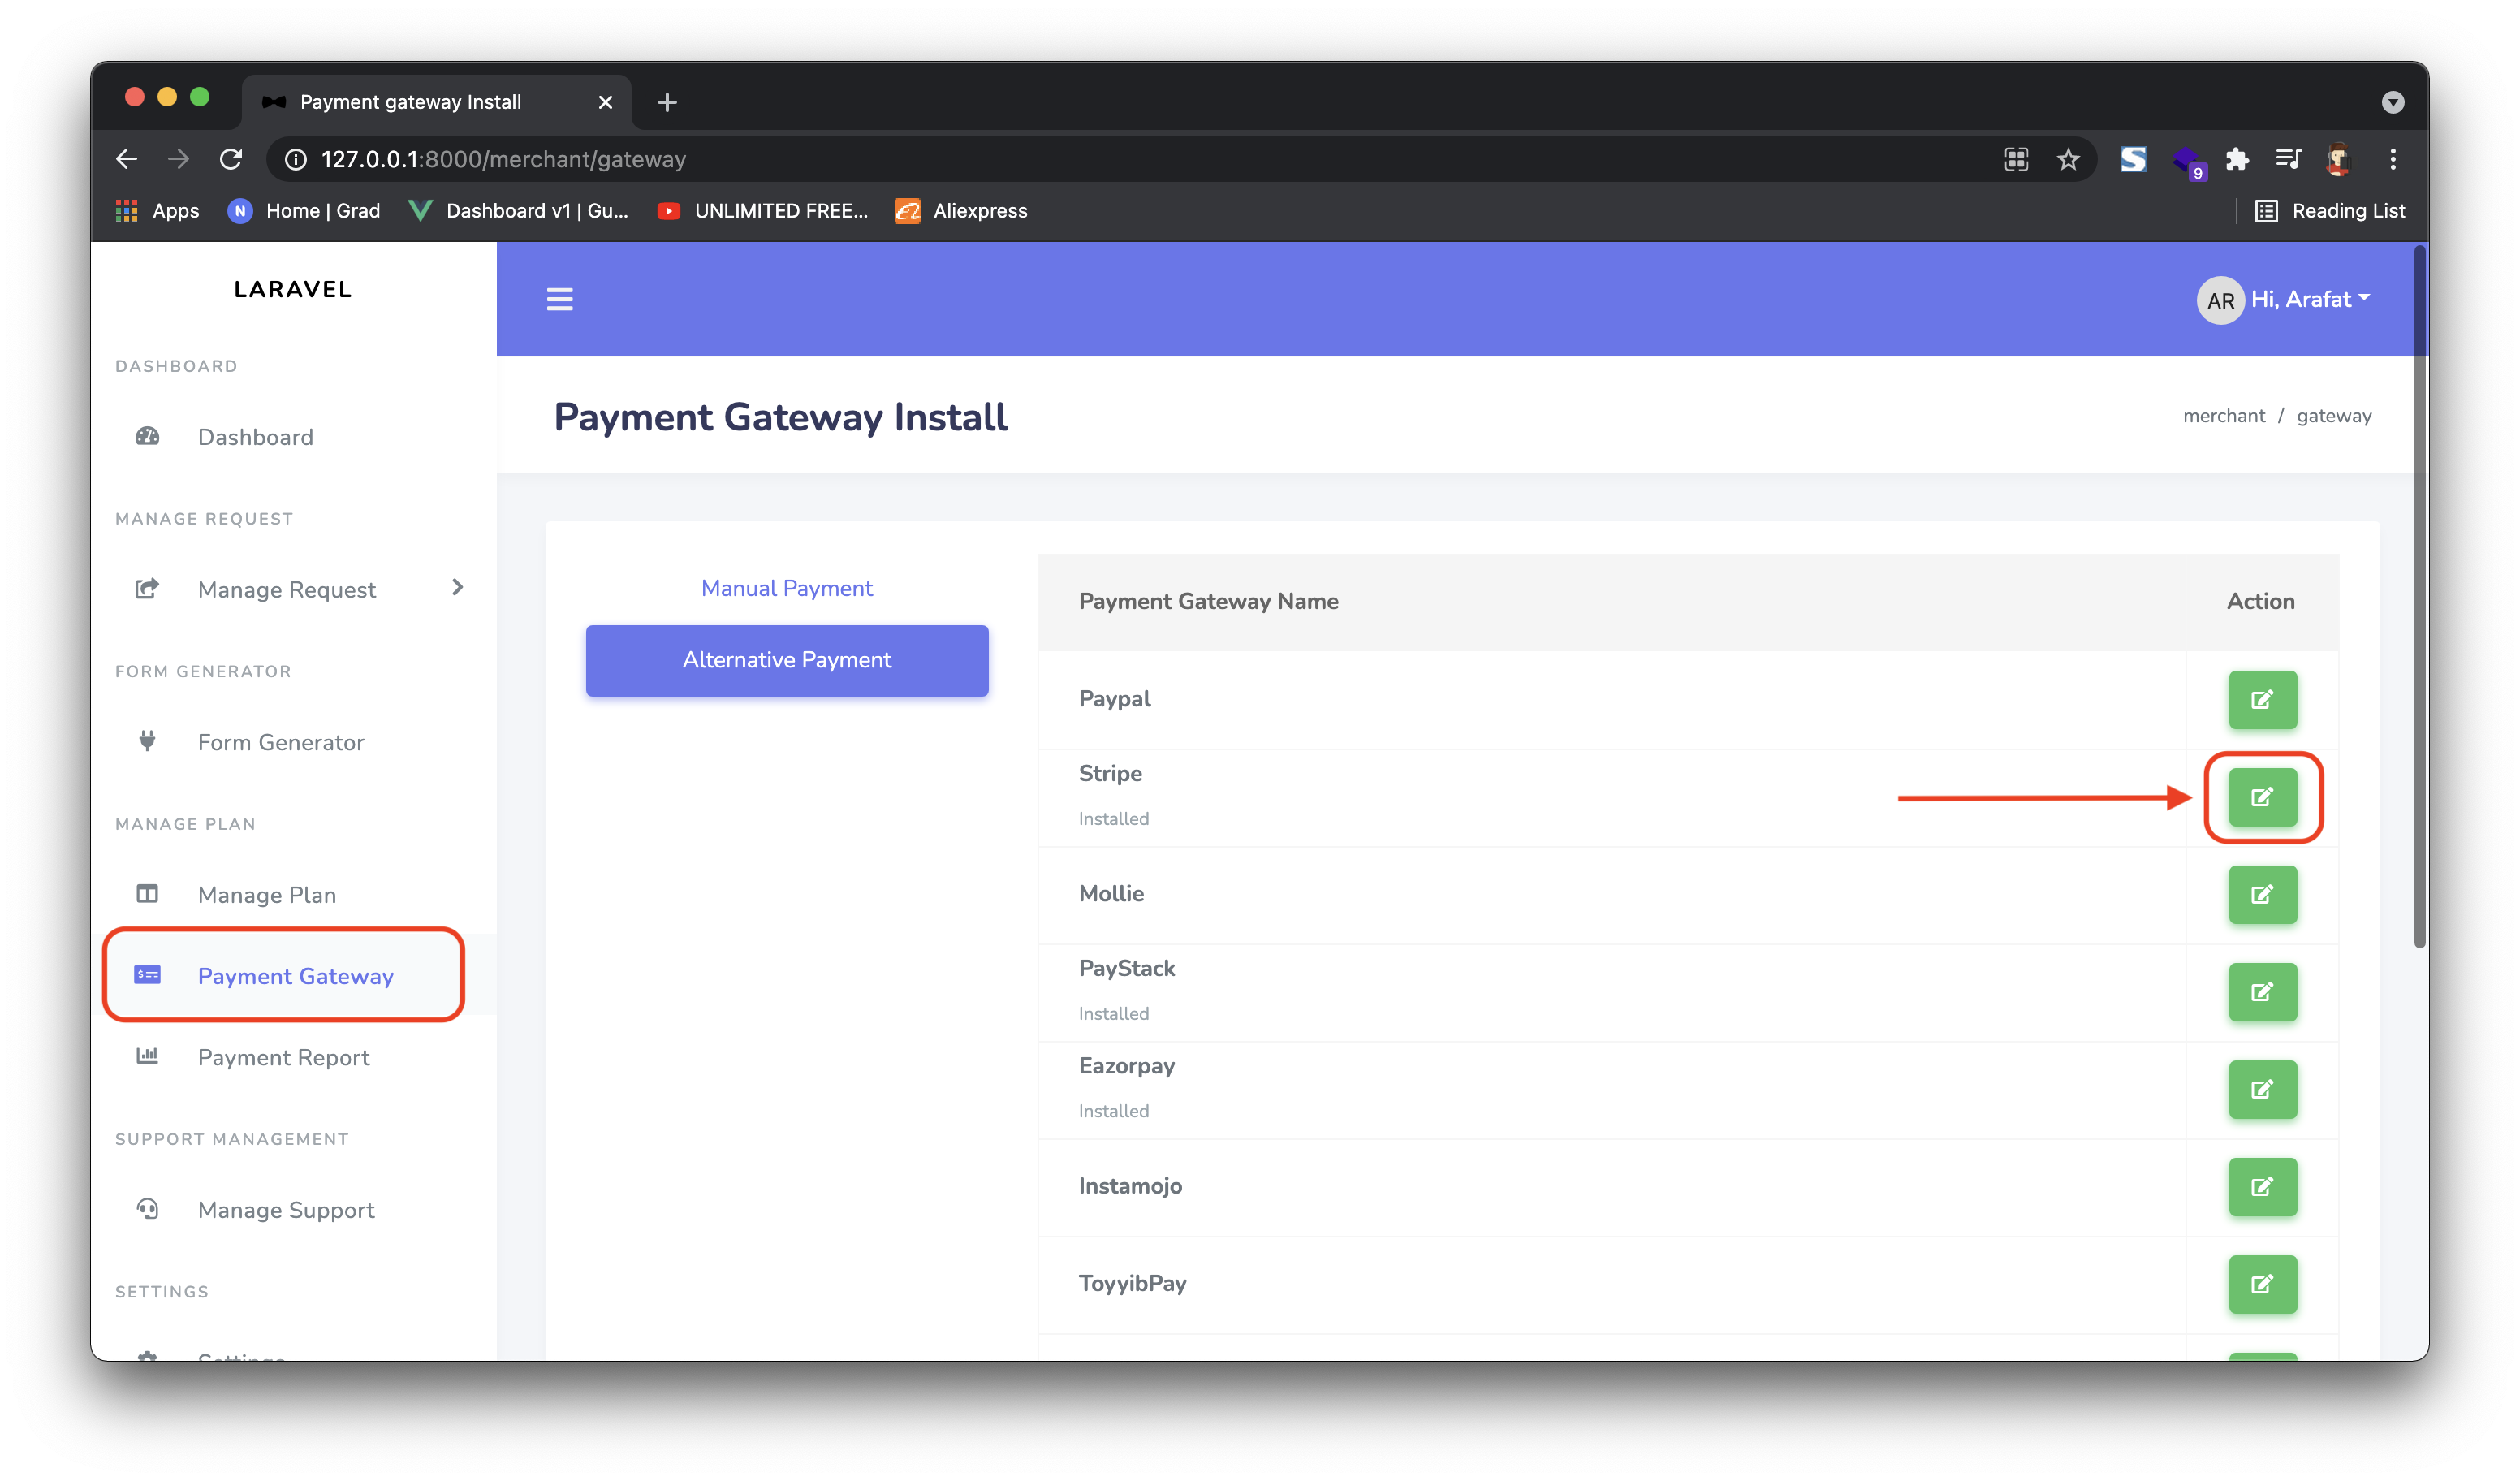 Payment gateway Install
127.0.0.1:8000/merchant/gateway
9
Apps
N
Home | Grad
Dashboard v1 | Gu...
UNLIMITED FREE...
Aliexpress
Reading List
LARAVEL
AR
Hi, Arafat
DASHBOARD
Dashboard
MANAGE REQUEST
Manage Request
FORM GENERATOR
Form Generator
MANAGE PLAN
Manage Plan
Payment Gateway
Payment Report
SUPPORT MANAGEMENT
Manage Support
SETTINGS
Settings
Payment Gateway Install
merchant / gateway
Manual Payment
Alternative Payment
Payment Gateway Name
Action
Paypal
Stripe
Installed
Mollie
PayStack
Installed
Eazorpay
Installed
Instamojo
ToyyibPay